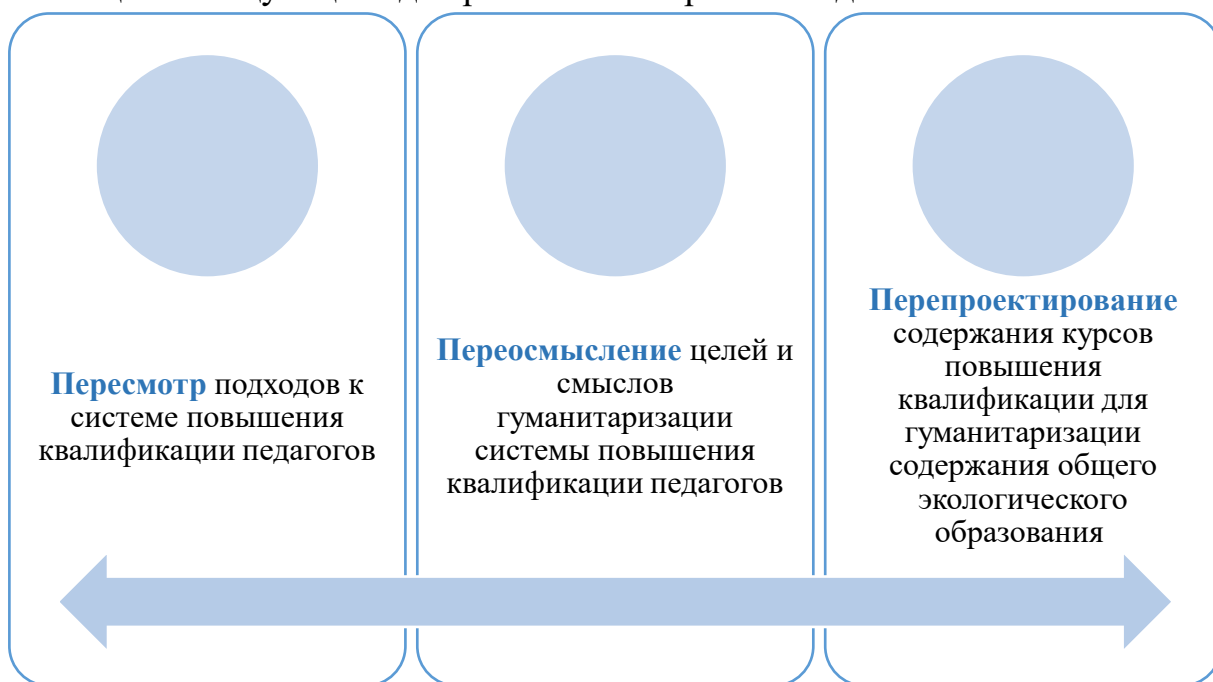 Пересмотр подходов к
системе повышения
квалификации педагогов
Переосмысление целей и
смыслов
гуманитаризации
системы повышения
квалификации педагогов
Перепроектирование
содержания курсов
повышения
квалификации для
гуманитаризации
содержания общего
экологического
образования